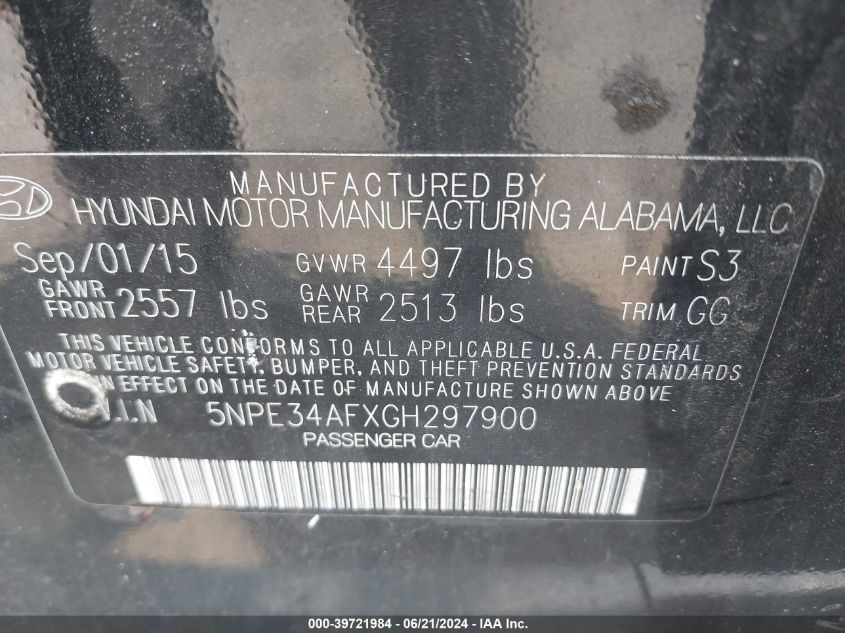 MANUFACTURED BY
HYUNDAI MOTOR MANUFACTURING ALABAMA, LLC
Sep/01/15 GVWR 4497 lbs PAINT S3
GAWR FRONT 2557 lbs GAWR REAR 2513 lbs TRIM GG
THIS VEHICLE CONFORMS TO ALL APPLICABLE U.S.A. FEDERAL
MOTOR VEHICLE SAFETY, BUMPER, AND THEFT PREVENTION STANDARDS
IN EFFECT ON THE DATE OF MANUFACTURE SHOWN ABOVE
V.I.N 5NPE34AFXGH297900
PASSENGER CAR
000-39721984 - 06/21/2024 - IAA Inc.